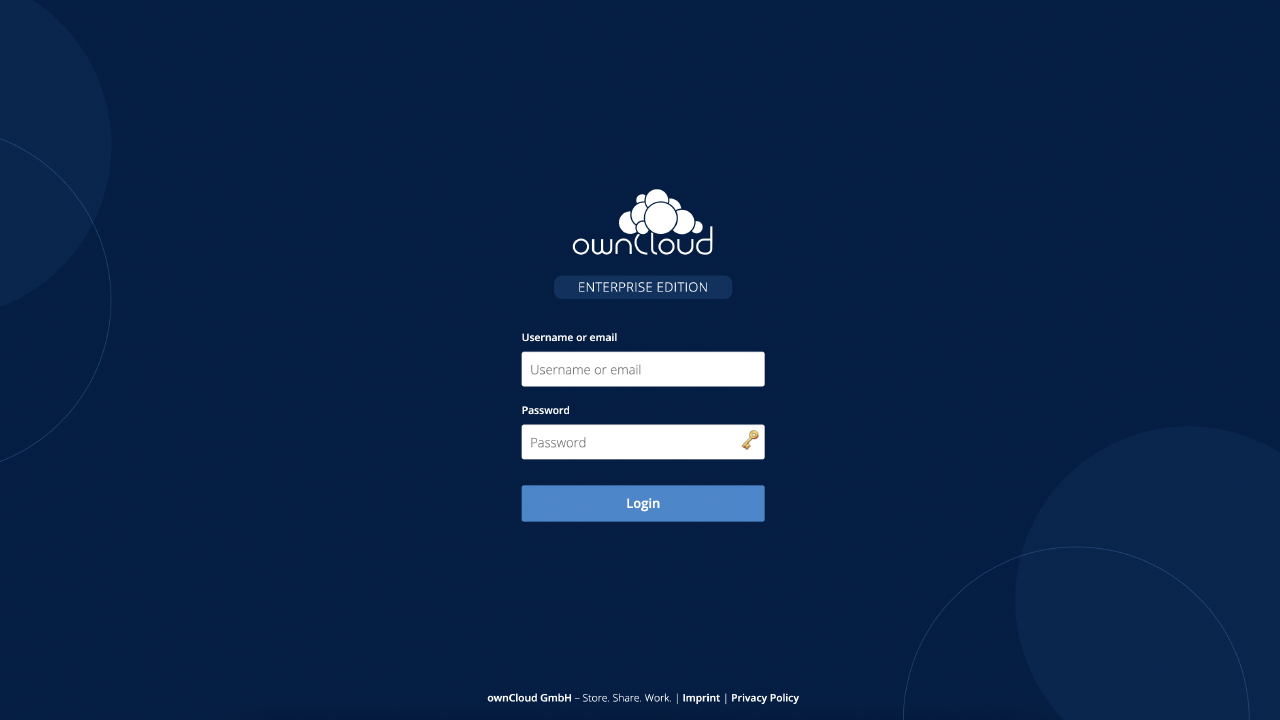 ownCloud
ENTERPRISE EDITION
Username or email
Username or email
Password
Password
Login
ownCloud GmbH – Store. Share. Work. | Imprint | Privacy Policy